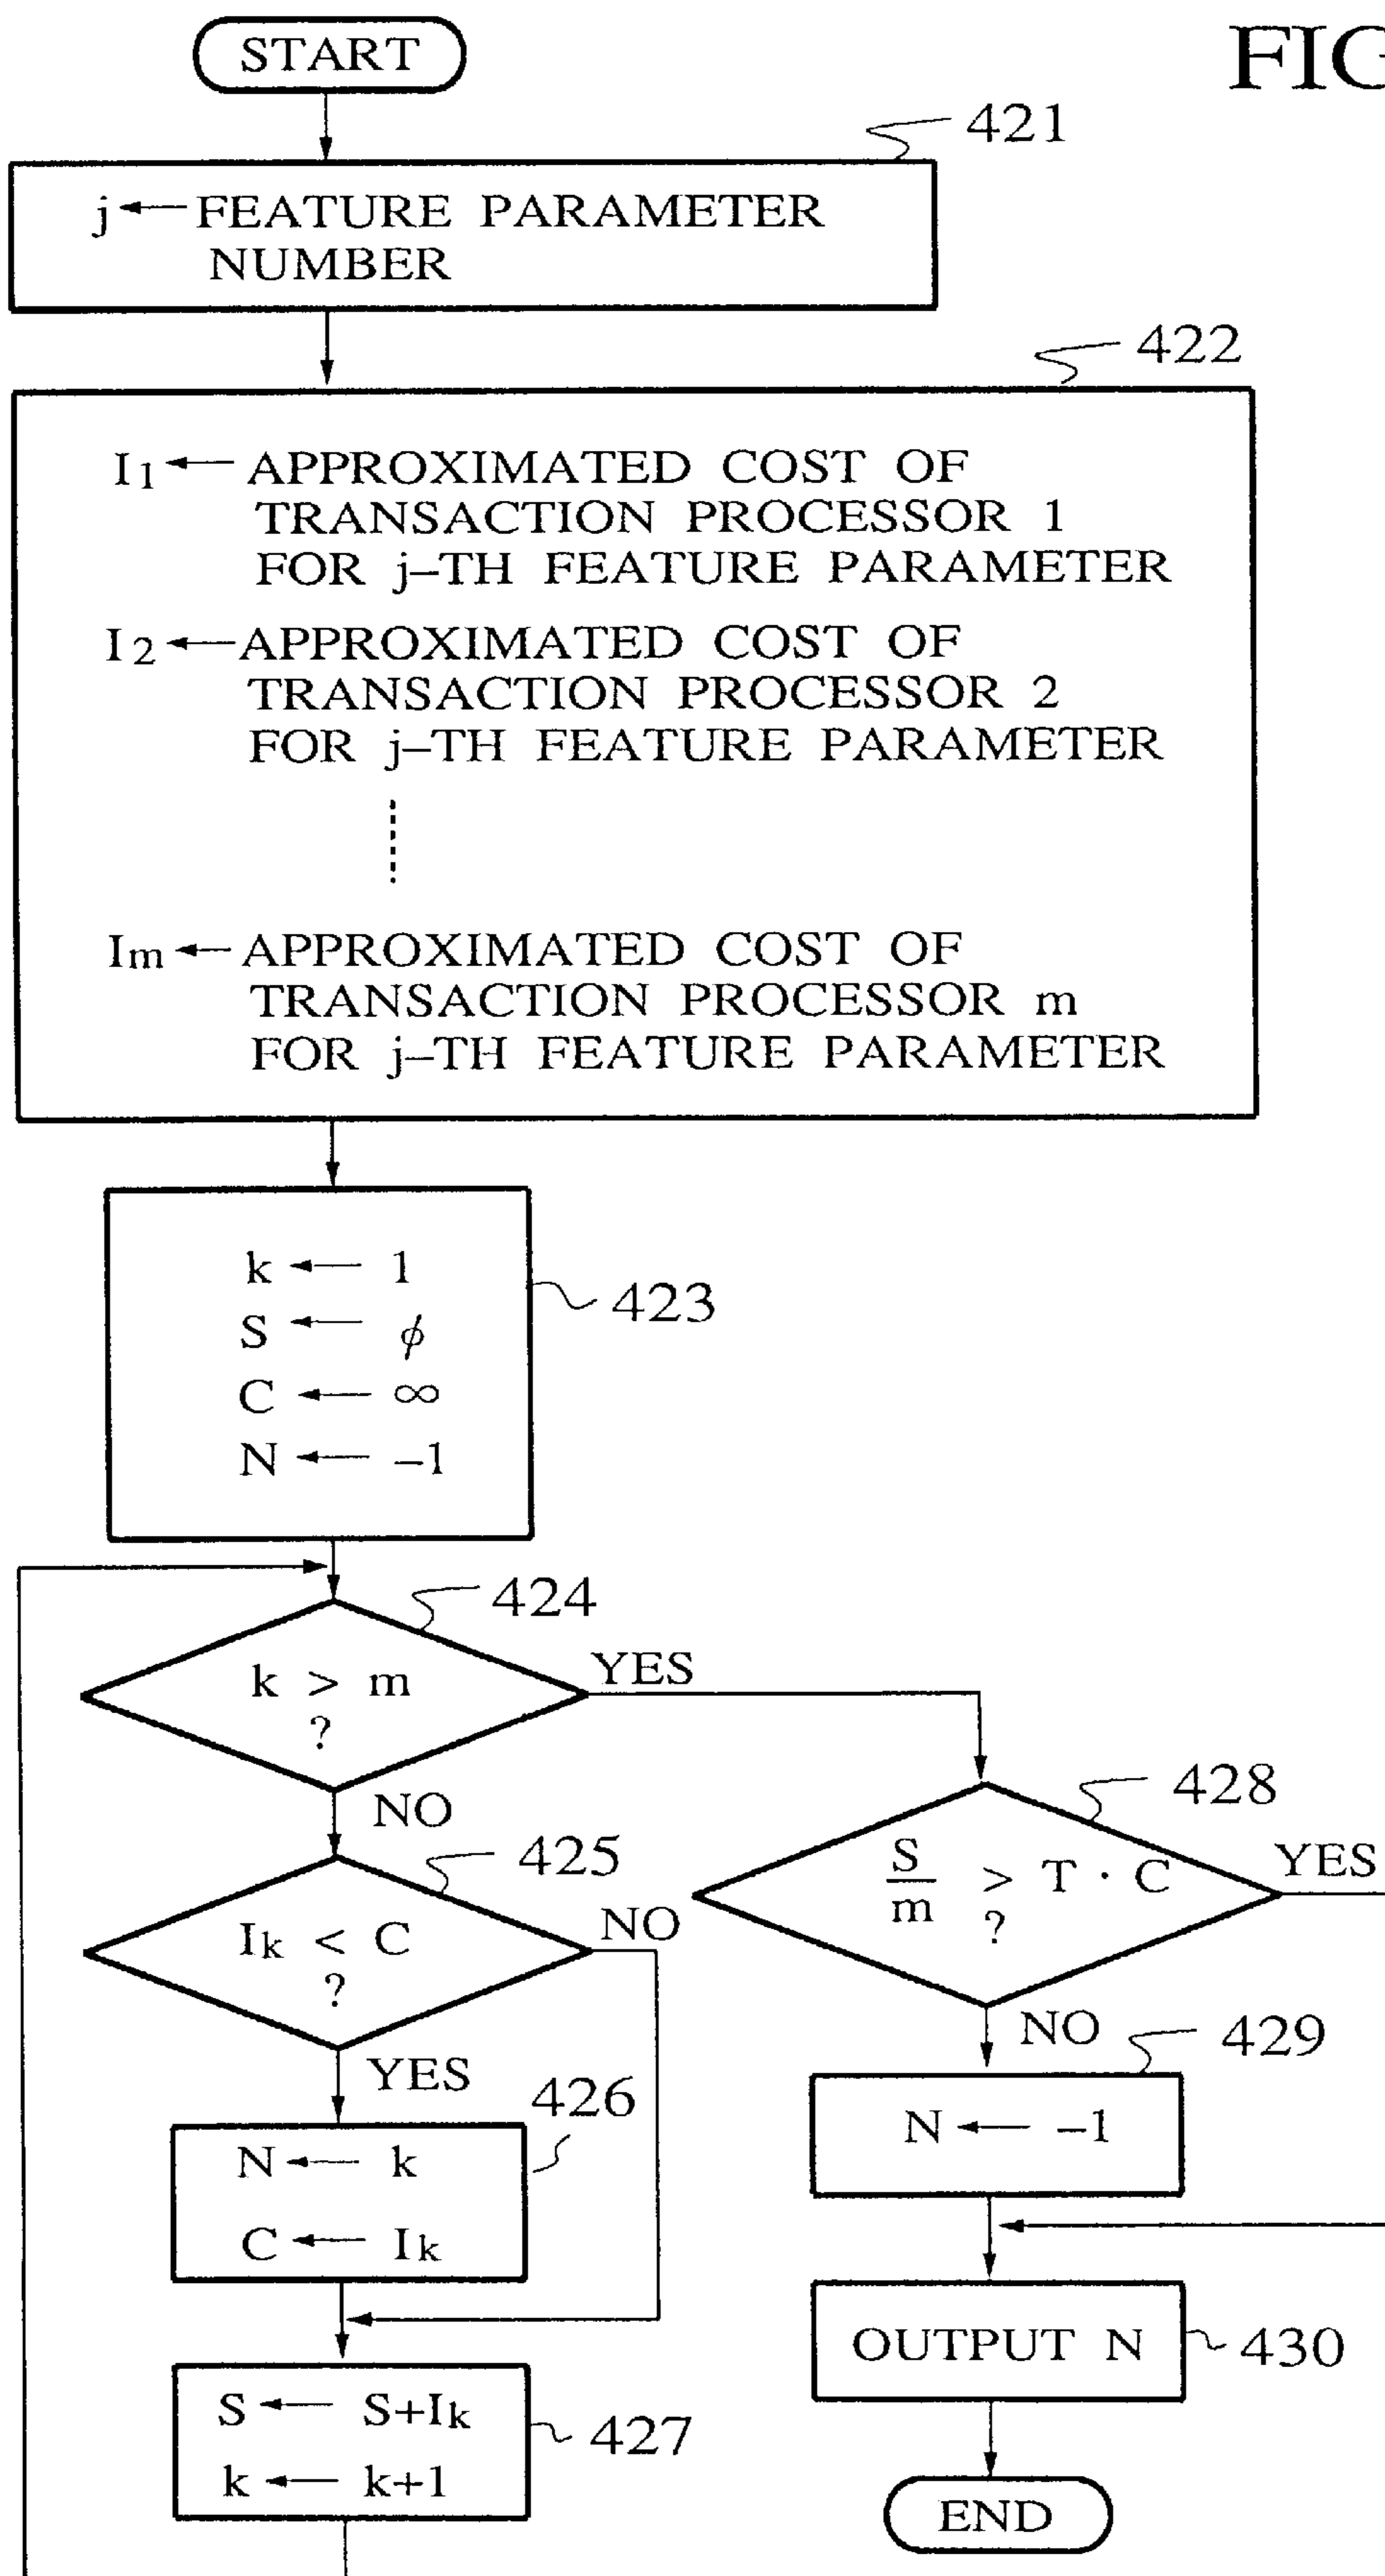 START
FIG
421
j ← FEATURE PARAMETER
NUMBER
422
I1 ← APPROXIMATED COST OF
TRANSACTION PROCESSOR 1
FOR j–TH FEATURE PARAMETER
I2 ← APPROXIMATED COST OF
TRANSACTION PROCESSOR 2
FOR j–TH FEATURE PARAMETER
Im ← APPROXIMATED COST OF
TRANSACTION PROCESSOR m
FOR j–TH FEATURE PARAMETER
k ← 1
S ← ϕ
C ← ∞
N ← –1
423
424
k > m
?
YES
NO
425
Ik < C
?
NO
YES
426
N ← k
C ← Ik
S ← S+Ik
k ← k+1
427
428
S/m > T · C
?
YES
NO
429
N ← –1
OUTPUT N
430
END